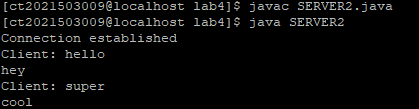 [ct2021503009@localhost lab4]$ javac SERVER2.java
[ct2021503009@localhost lab4]$ java SERVER2
Connection established
Client: hello
hey
Client: super
cool